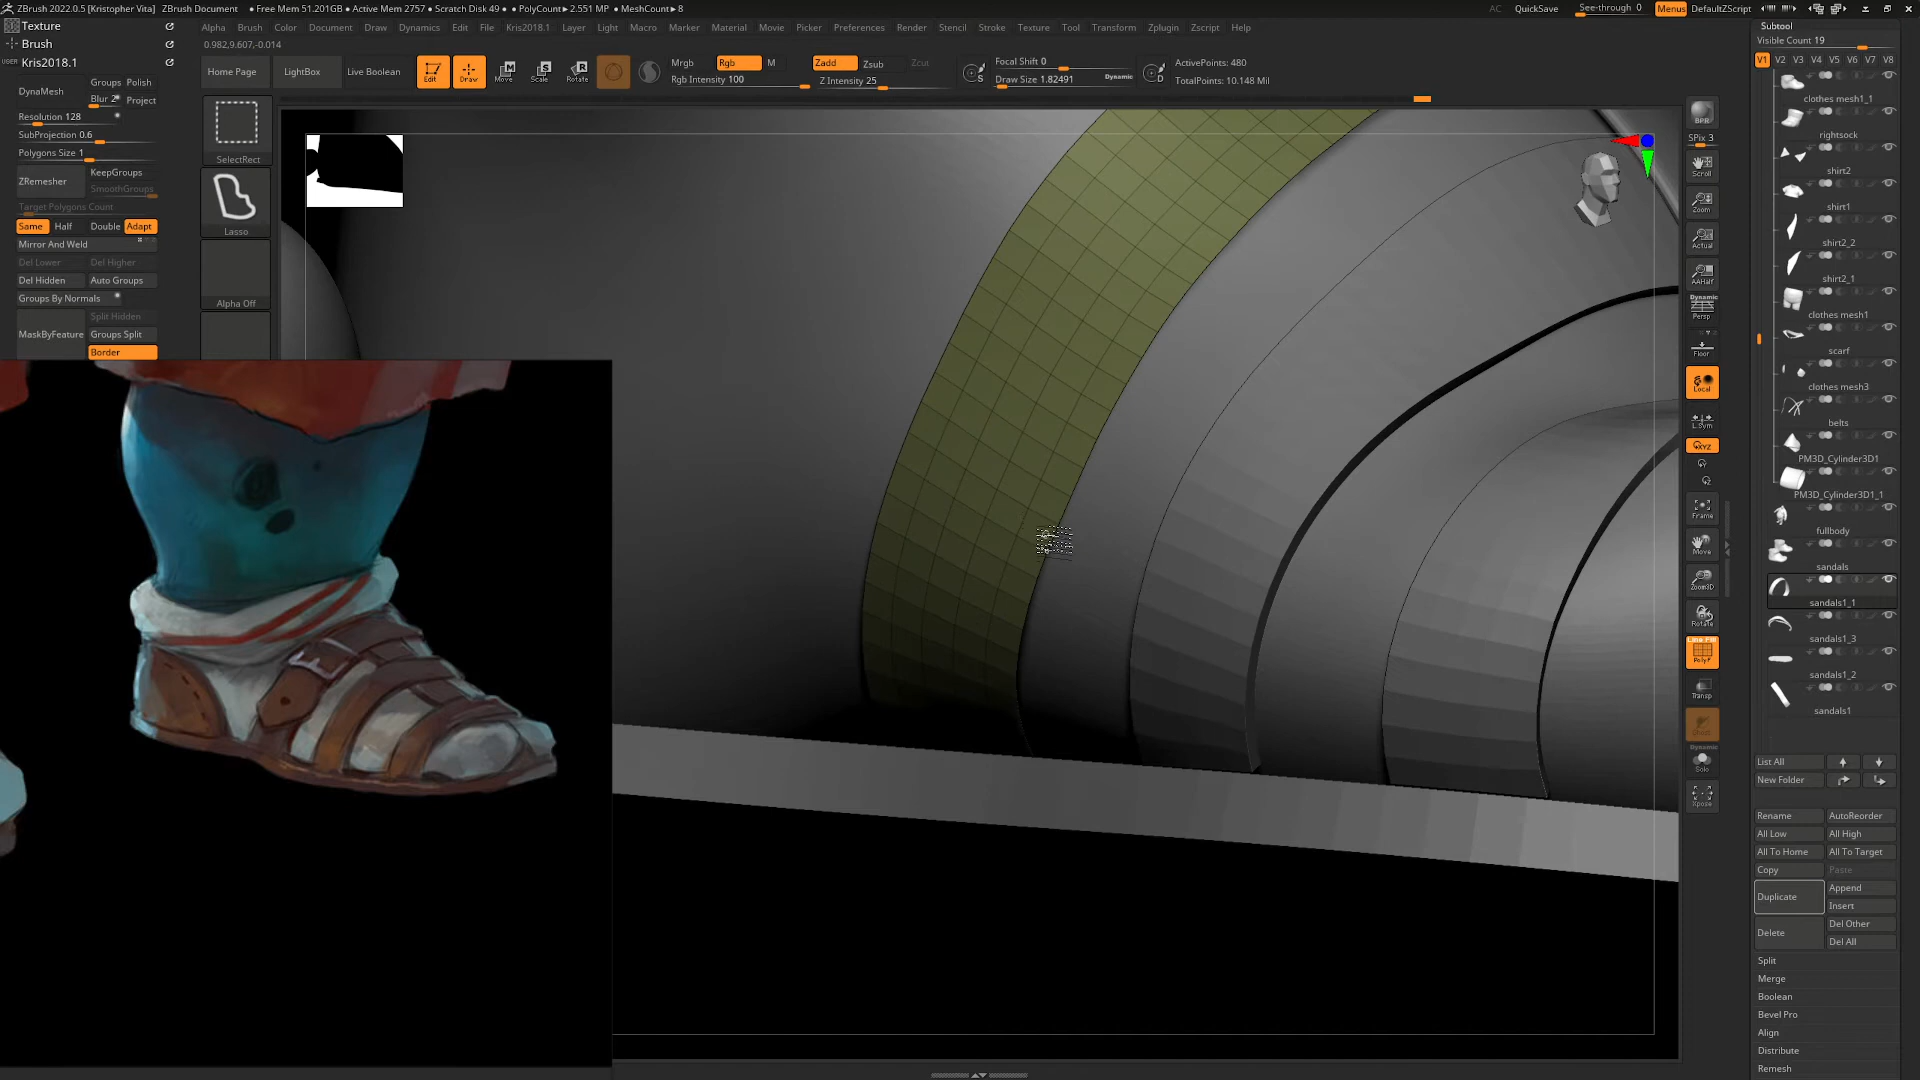 ZBrush 2022.0.5 [Kristopher Vita]   ZBrush Document   • Free Mem 51.201GB • Active Mem 2757 • Scratch Disk 49 •   • PolyCount► 2.551 MP • MeshCount► 8
AC QuickSave See-through 0 Menus DefaultZScript
Texture
Brush
USER Kris2018.1
Alpha Brush Color Document Draw Dynamics Edit File Kris2018.1 Layer Light Macro Marker Material Movie Picker Preferences Render Stencil Stroke Texture Tool Transform Zplugin Zscript Help
0.982,9.607,-0.014
Home Page LightBox Live Boolean Edit Draw Move Scale Rotate
Mrgb Rgb M
Rgb Intensity 100
Zadd Zsub Zcut
Z Intensity 25
Focal Shift 0
Draw Size 1.82491 Dynamic
ActivePoints: 480
TotalPoints: 10.148 Mil
DynaMesh
Groups Polish
Blur 2 Project
Resolution 128
SubProjection 0.6
Polygons Size 1
ZRemesher
KeepGroups
SmoothGroups
Target Polygons Count
Same Half Double Adapt
Mirror And Weld
Del Lower Del Higher
Del Hidden Auto Groups
Groups By Normals
Split Hidden
MaskByFeature
Groups Split
Border
SelectRect
Lasso
Alpha Off
BPR
SPix 3
Scroll
Zoom
Actual
AAHalf
Dynamic
Persp
Floor
Local
L.Sym
XYZ
Frame
Move
Zoom3D
Rotate
Line Fill
PolyF
Transp
Dynamic
Solo
Xpose
Subtool
Visible Count 19
V1 V2 V3 V4 V5 V6 V7 V8
clothes mesh1_1
rightsock
shirt2
shirt1
shirt2_2
shirt2_1
clothes mesh1
scarf
clothes mesh3
belts
PM3D_Cylinder3D1
PM3D_Cylinder3D1_1
fullbody
sandals
sandals1_1
sandals1_3
sandals1_2
sandals1
List All
New Folder
Rename AutoReorder
All Low All High
All To Home All To Target
Copy Paste
Duplicate
Append
Insert
Delete
Del Other
Del All
Split
Merge
Boolean
Bevel Pro
Align
Distribute
Remesh